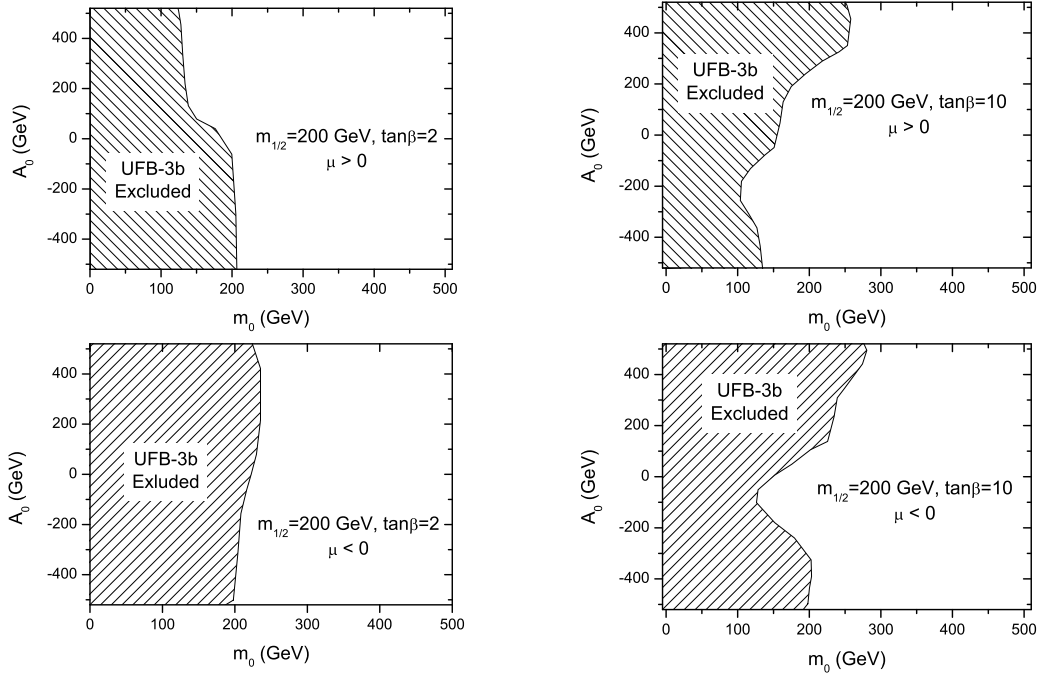 400
200
0
-200
-400
A₀ (GeV)
UFB-3b
Excluded
m₁/₂=200 GeV, tanβ=2
μ > 0
0 100 200 300 400 500
m₀ (GeV)
400
200
0
-200
-400
A₀ (GeV)
UFB-3b
Excluded
m₁/₂=200 GeV, tanβ=10
μ > 0
0 100 200 300 400 500
m₀ (GeV)
400
200
0
-200
-400
A₀ (GeV)
UFB-3b
Exluded
m₁/₂=200 GeV, tanβ=2
μ < 0
0 100 200 300 400 500
m₀ (GeV)
400
200
0
-200
-400
A₀ (GeV)
UFB-3b
Excluded
m₁/₂=200 GeV, tanβ=10
μ < 0
0 100 200 300 400 500
m₀ (GeV)